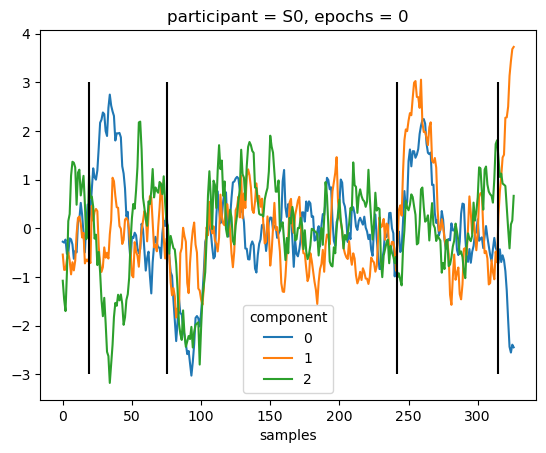 participant = S0, epochs = 0
4
3
2
1
0
−1
−2
−3
component
0
1
2
0 50 100 150 200 250 300
samples